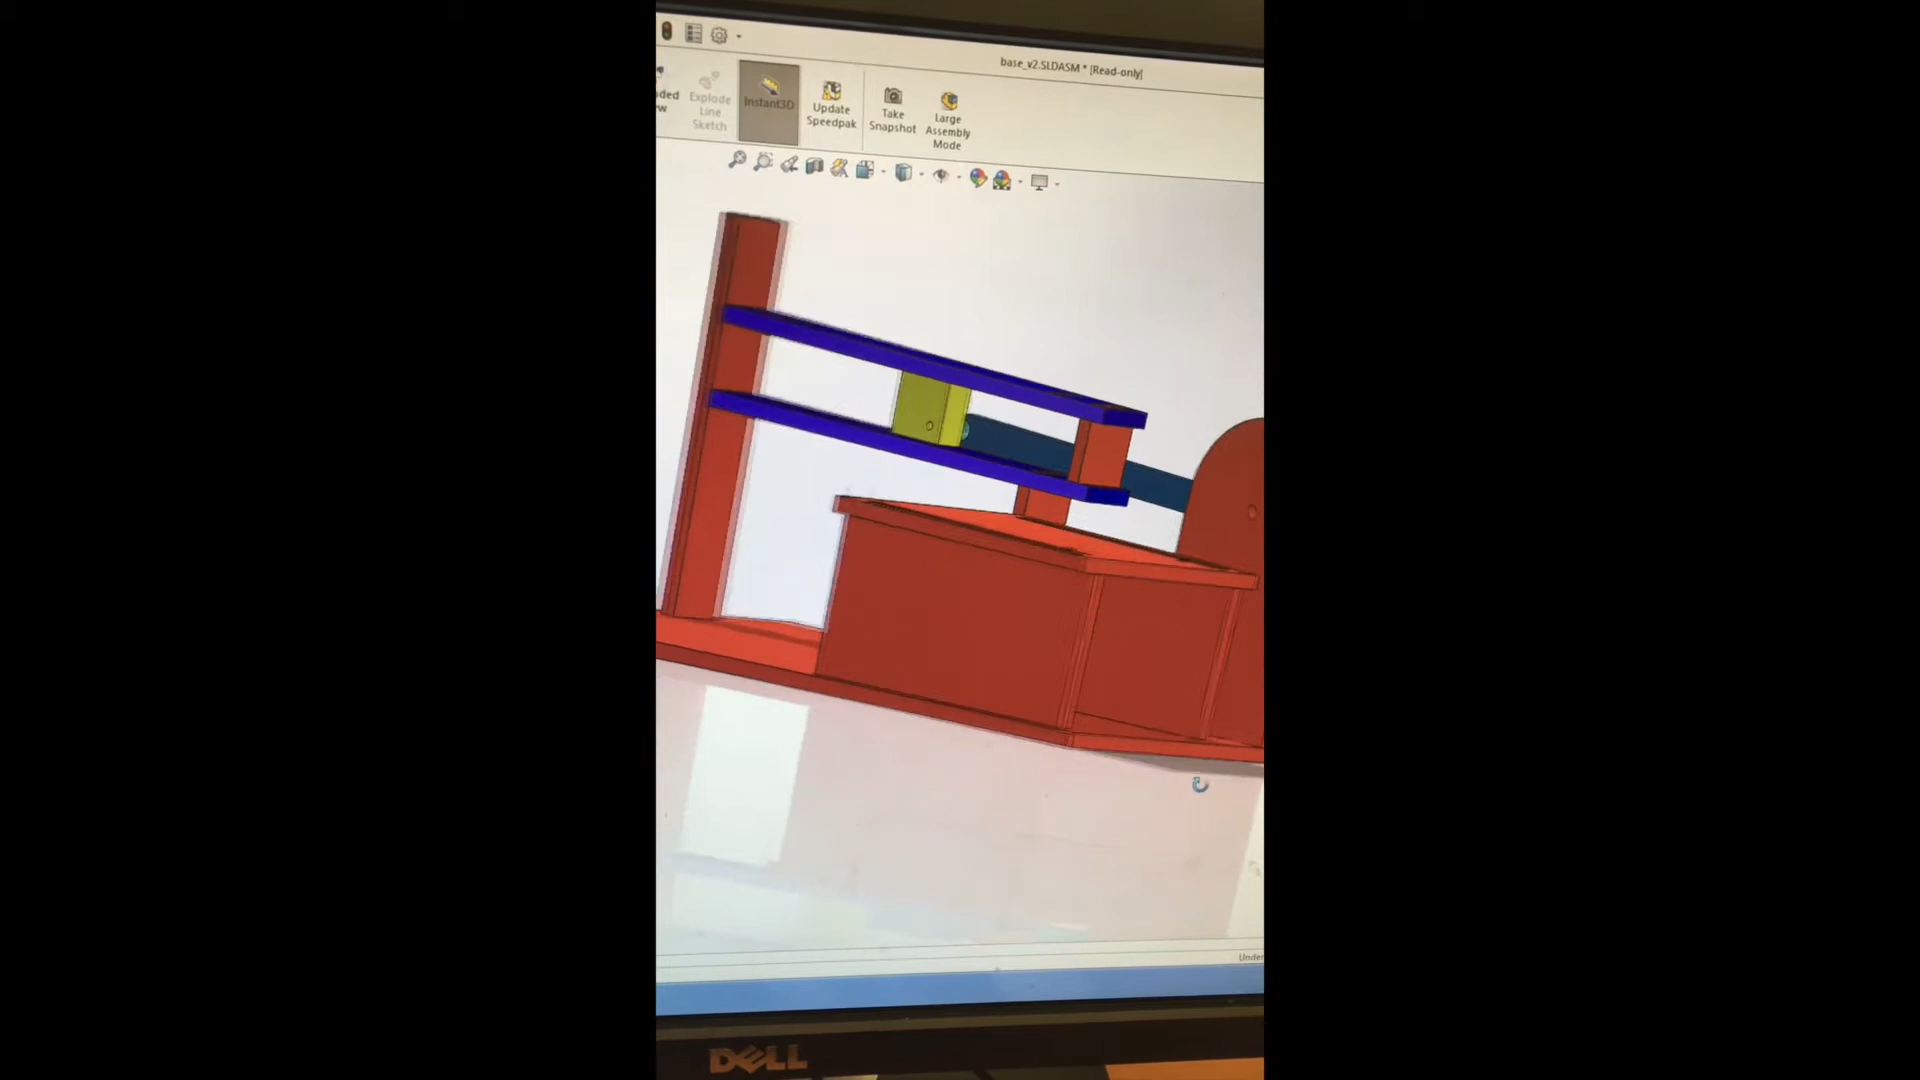 base_v2.SLDASM * [Read-only]
ded
Explode
Line
Sketch
Instant3D
Update
Speedpak
Take
Snapshot
Large
Assembly
Mode
Under
DELL